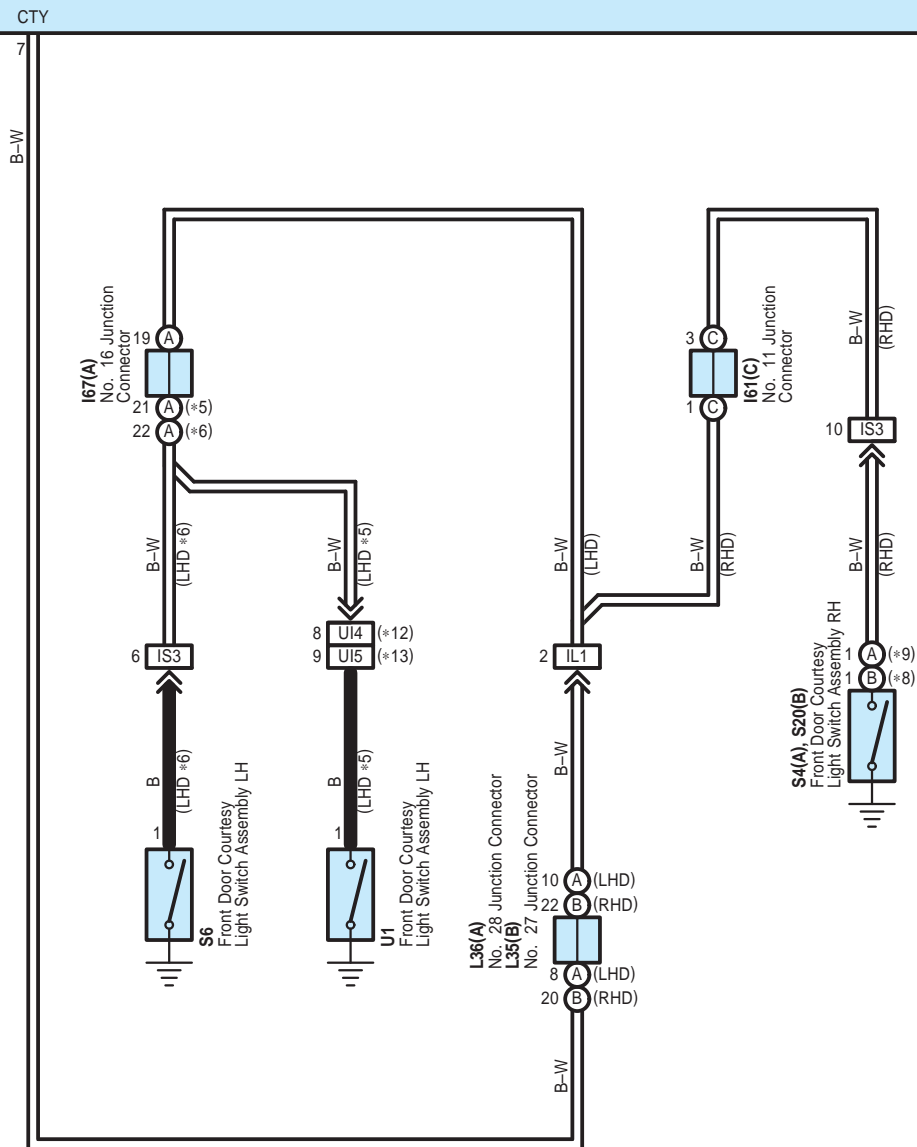 CTY
7
B–W
I67(A)
No. 16 Junction
Connector
19 A
21 A (*5)
22 A (*6)
3 C
1 C
I61(C)
No. 11 Junction
Connector
B–W
(RHD)
10 IS3
B–W
(LHD *6)
B–W
(LHD *5)
B–W
(LHD)
(RHD)
B–W
B–W
(RHD)
8 UI4 (*12)
9 UI5 (*13)
6 IS3
2 IL1
1 A (*9)
1 B (*8)
S4(A), S20(B)
Front Door Courtesy
Light Switch Assembly RH
B
(LHD *6)
B
(LHD *5)
B–W
1
S6
Front Door Courtesy
Light Switch Assembly LH
1
U1
Front Door Courtesy
Light Switch Assembly LH
L36(A)
No. 28 Junction Connector
L35(B)
No. 27 Junction Connector
10 A (LHD)
22 B (RHD)
8 A (LHD)
20 B (RHD)
B–W